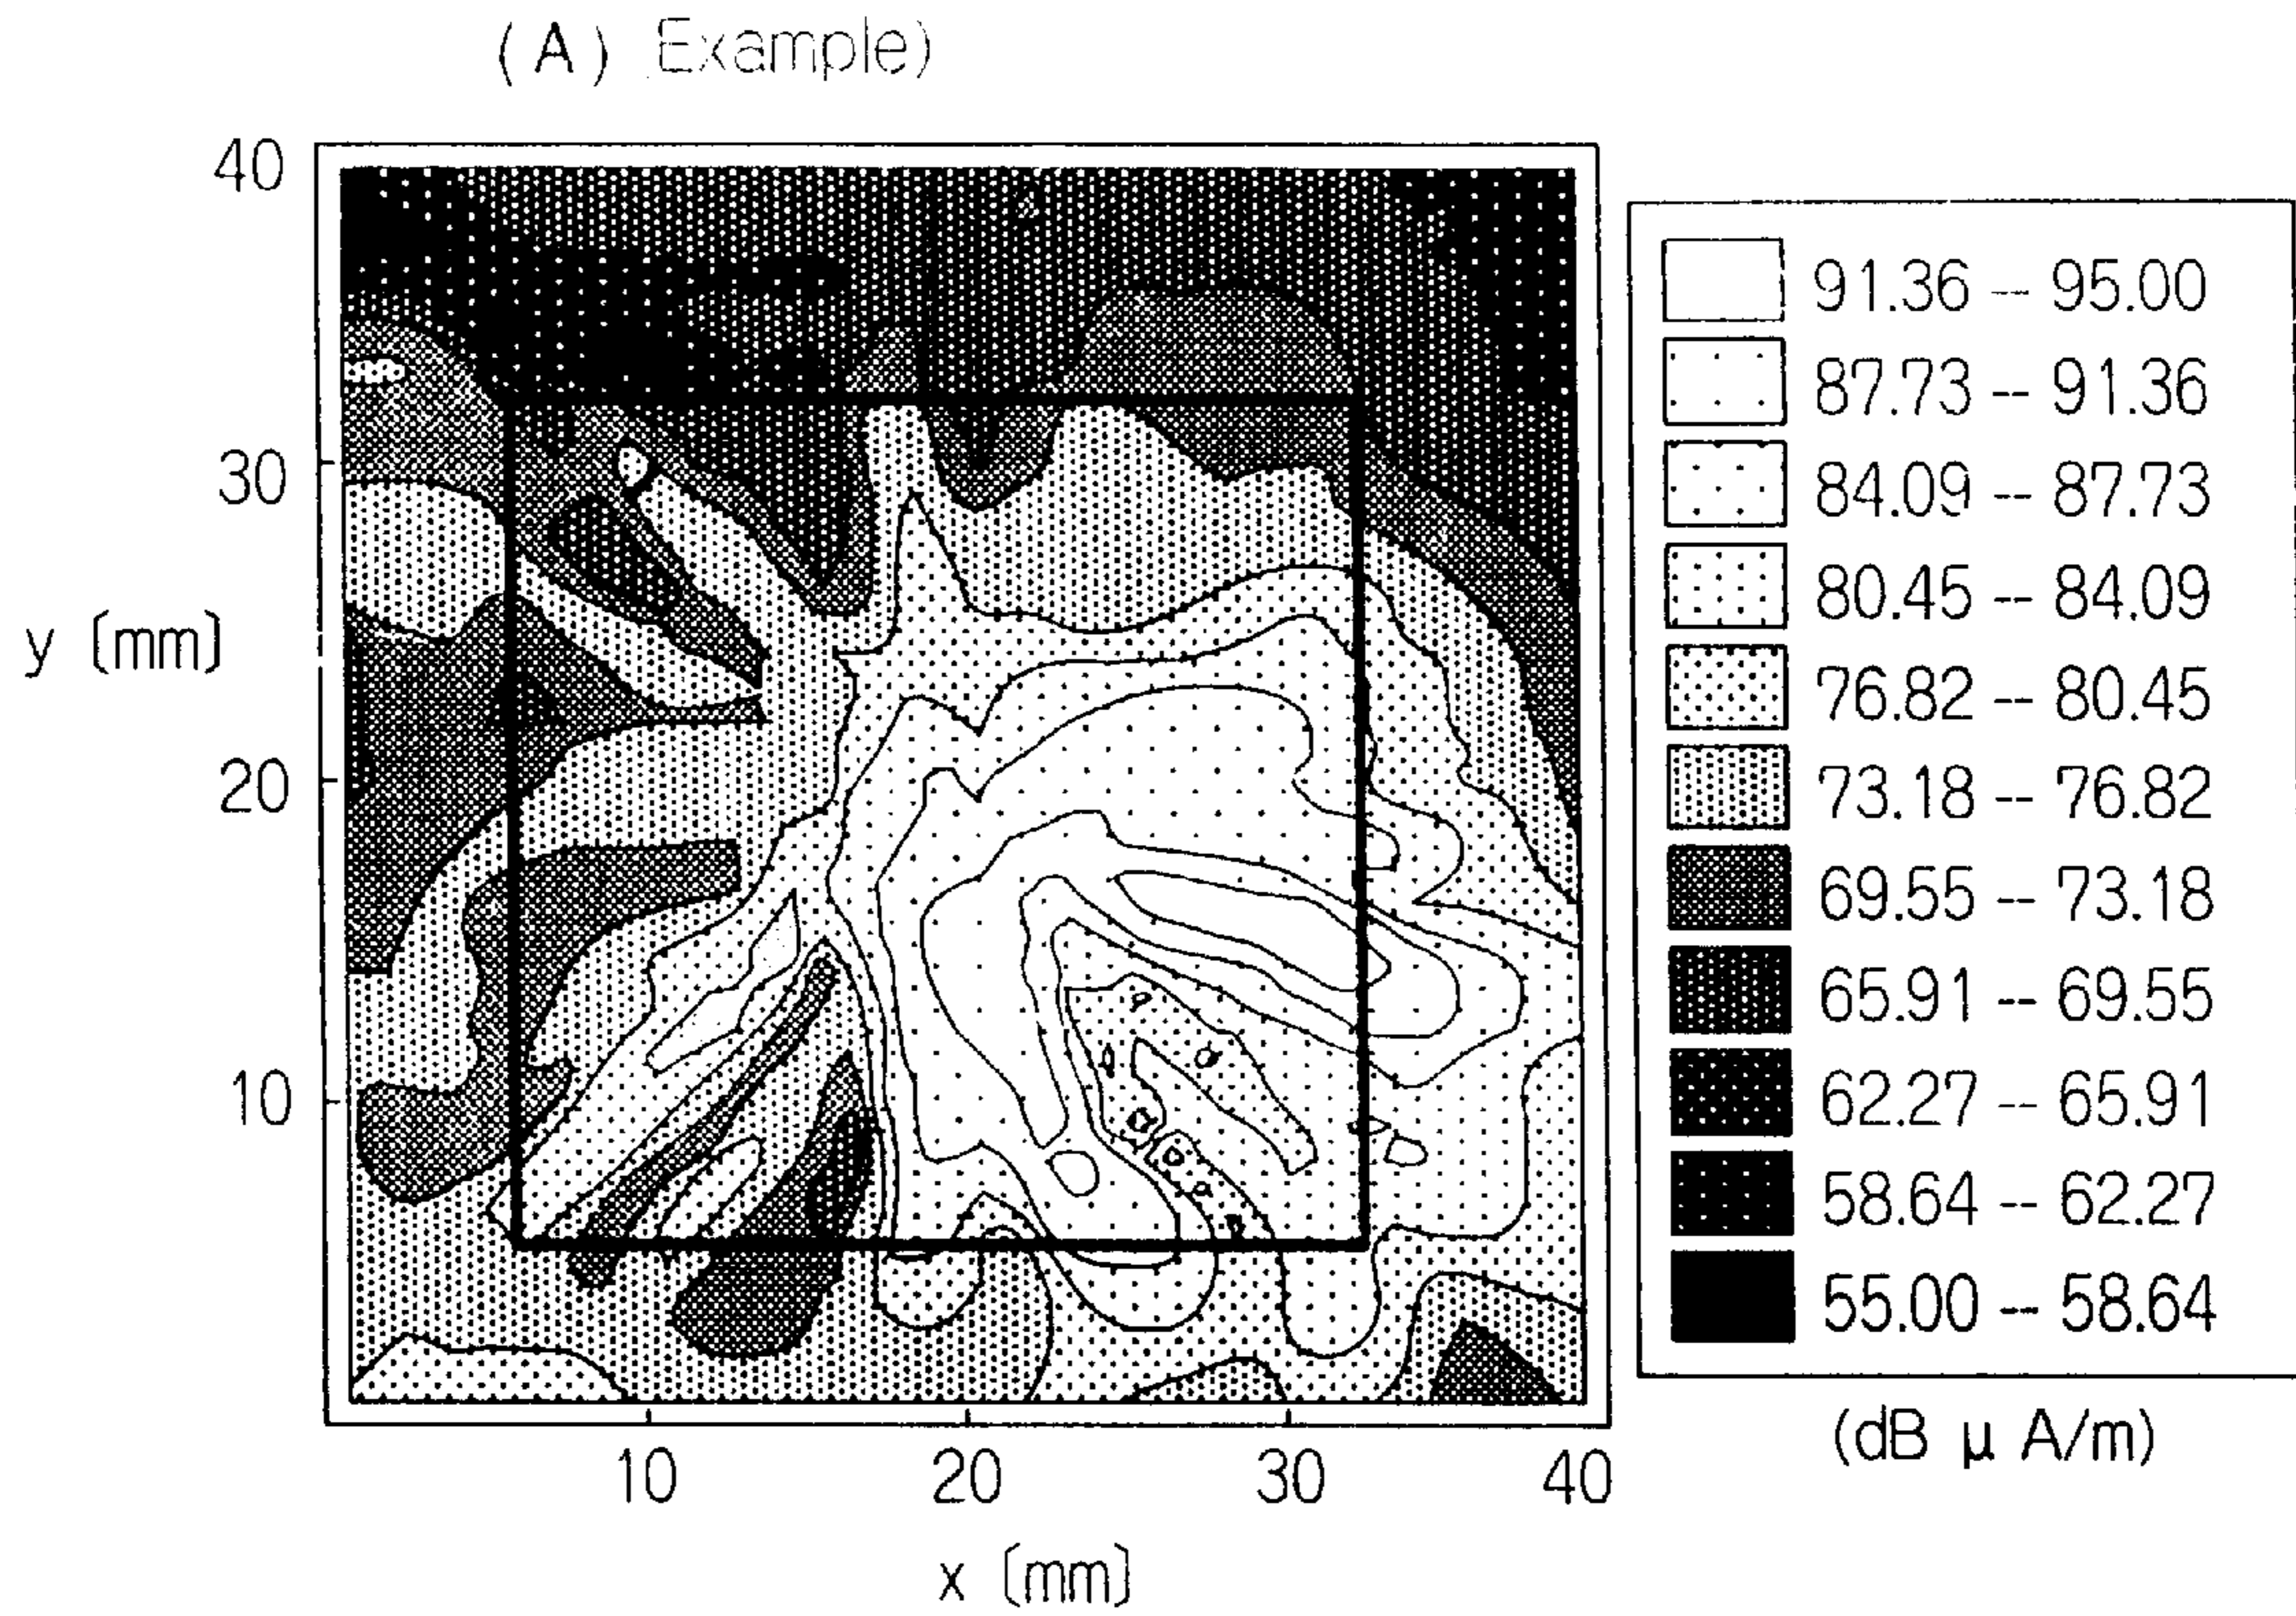 (A) Example)
40
30
20
10
y (mm)
10 20 30 40
x (mm)
91.36 -- 95.00
87.73 -- 91.36
84.09 -- 87.73
80.45 -- 84.09
76.82 -- 80.45
73.18 -- 76.82
69.55 -- 73.18
65.91 -- 69.55
62.27 -- 65.91
58.64 -- 62.27
55.00 -- 58.64
(dB μ A/m)